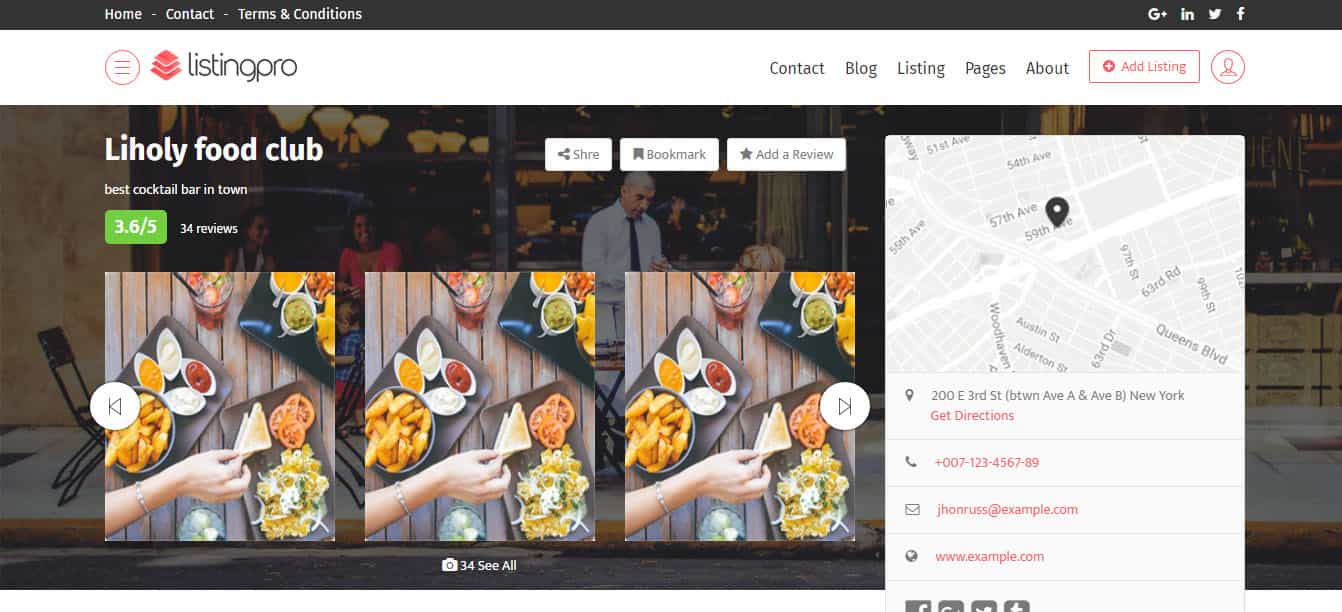 Home - Contact - Terms & Conditions
listingpro
Contact Blog Listing Pages About Add Listing
Liholy food club
Shre Bookmark Add a Review
best cocktail bar in town
3.6/5 34 reviews
34 See All
51st Ave
54th Ave
57th Ave
59th Ave
55th Ave
97th St
63rd Rd
99th St
Woodhaven
Austin St
Alderton St
63rd Dr
Queens Blvd
200 E 3rd St (btwn Ave A & Ave B) New York
Get Directions
+007-123-4567-89
jhonruss@example.com
www.example.com